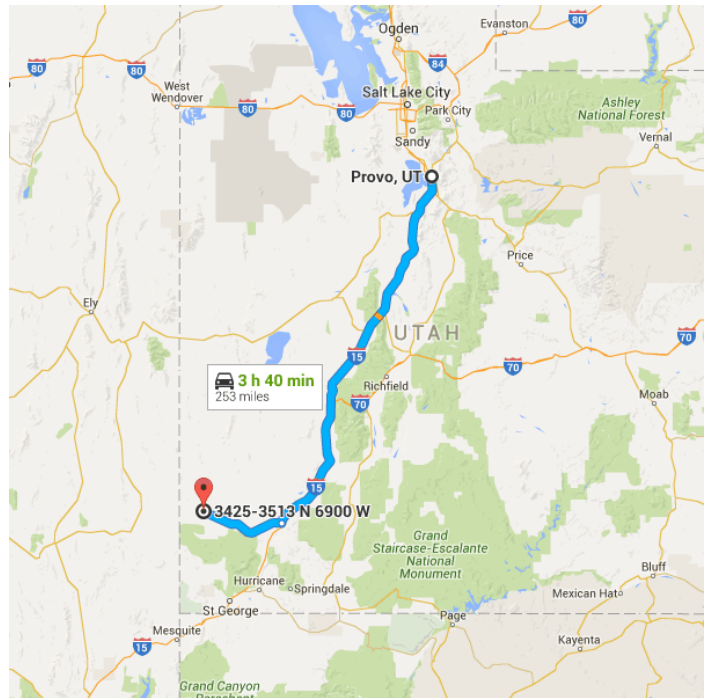 Ogden
Evanston
80
84
80
80
80
West
Wendover
80
Salt Lake City
Park City
Sandy
Ashley
National Forest
Vernal
Provo, UT
Price
Ely
UTAH
15
3 h 40 min
253 miles
Richfield
70
70
70
Moab
15
3425-3513 N 6900 W
Grand
Staircase-Escalante
National
Monument
Hurricane
Springdale
St George
Bluff
Mexican Hat
Page
Mesquite
15
Kayenta
Grand Canyon